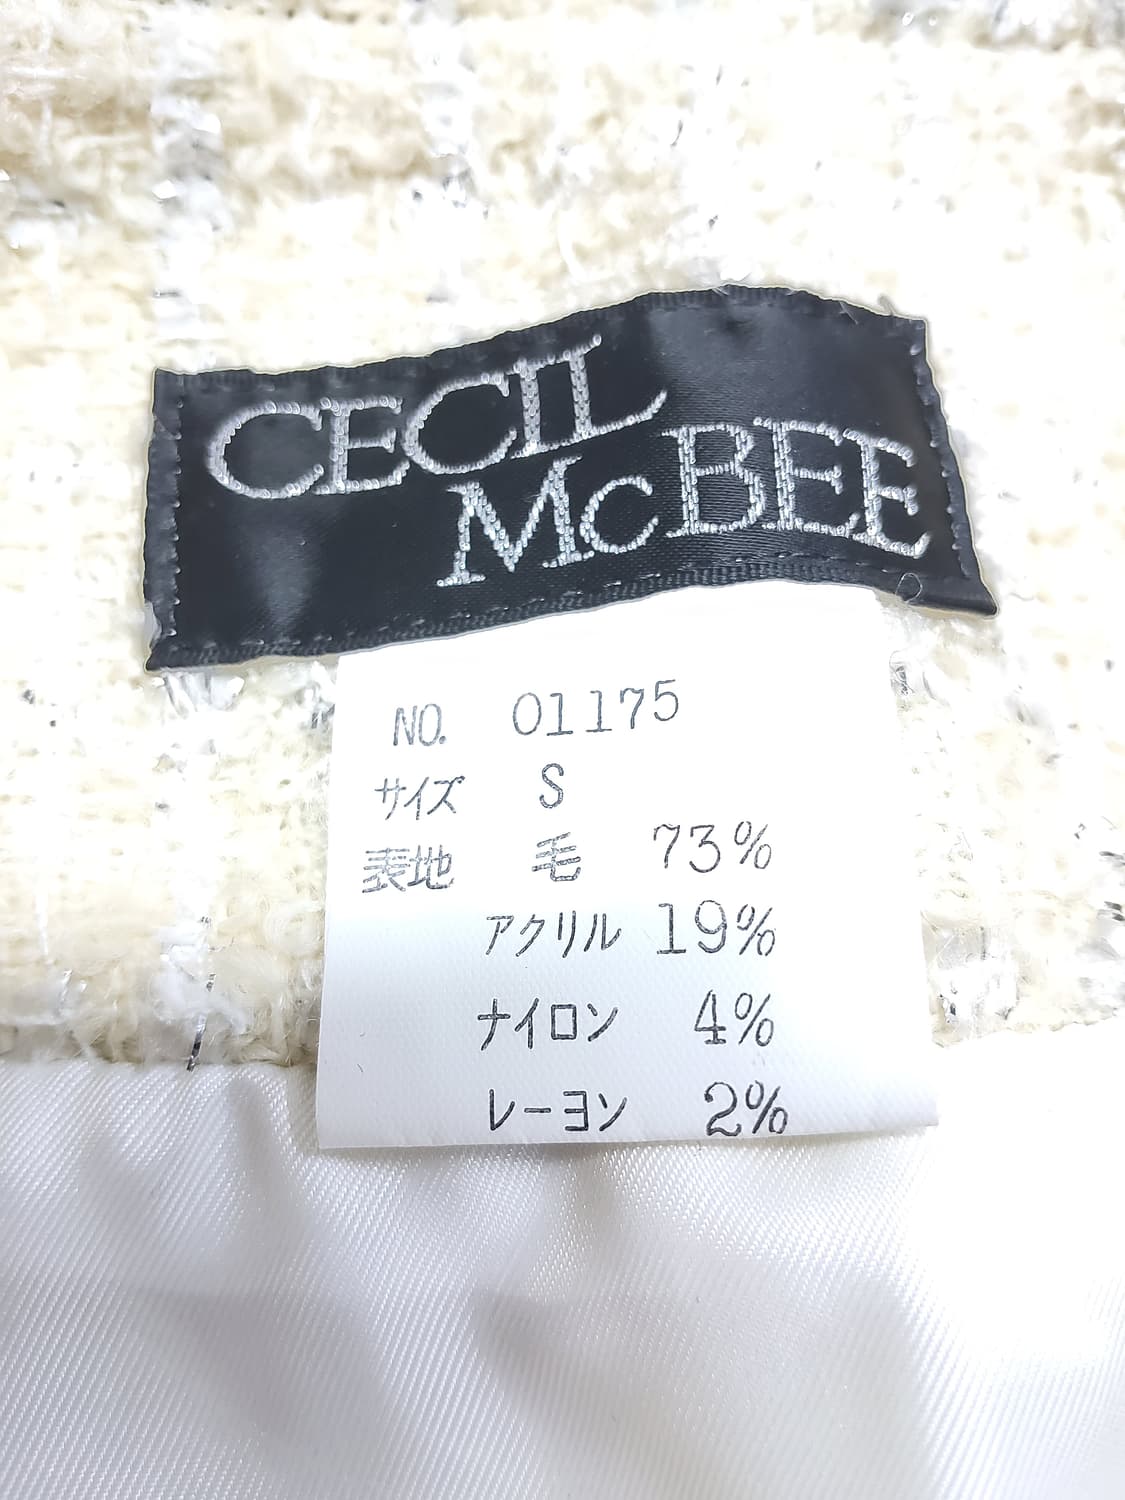 CECIL
McBEE
NO. 01175
サイズ S
表地 毛 73%
アクリル 19%
ナイロン 4%
レーヨン 2%